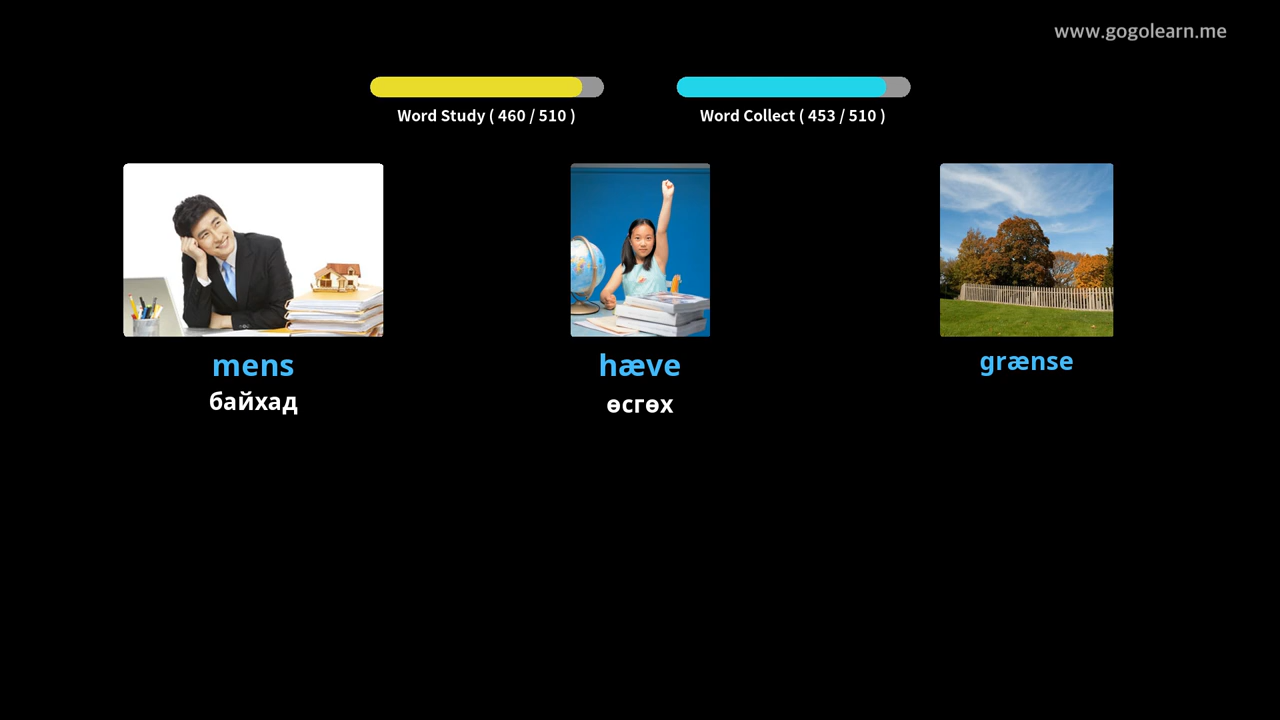 www.gogolearn.me
Word Study ( 460 / 510 )
Word Collect ( 453 / 510 )
mens
байхад
hæve
өсгөх
grænse